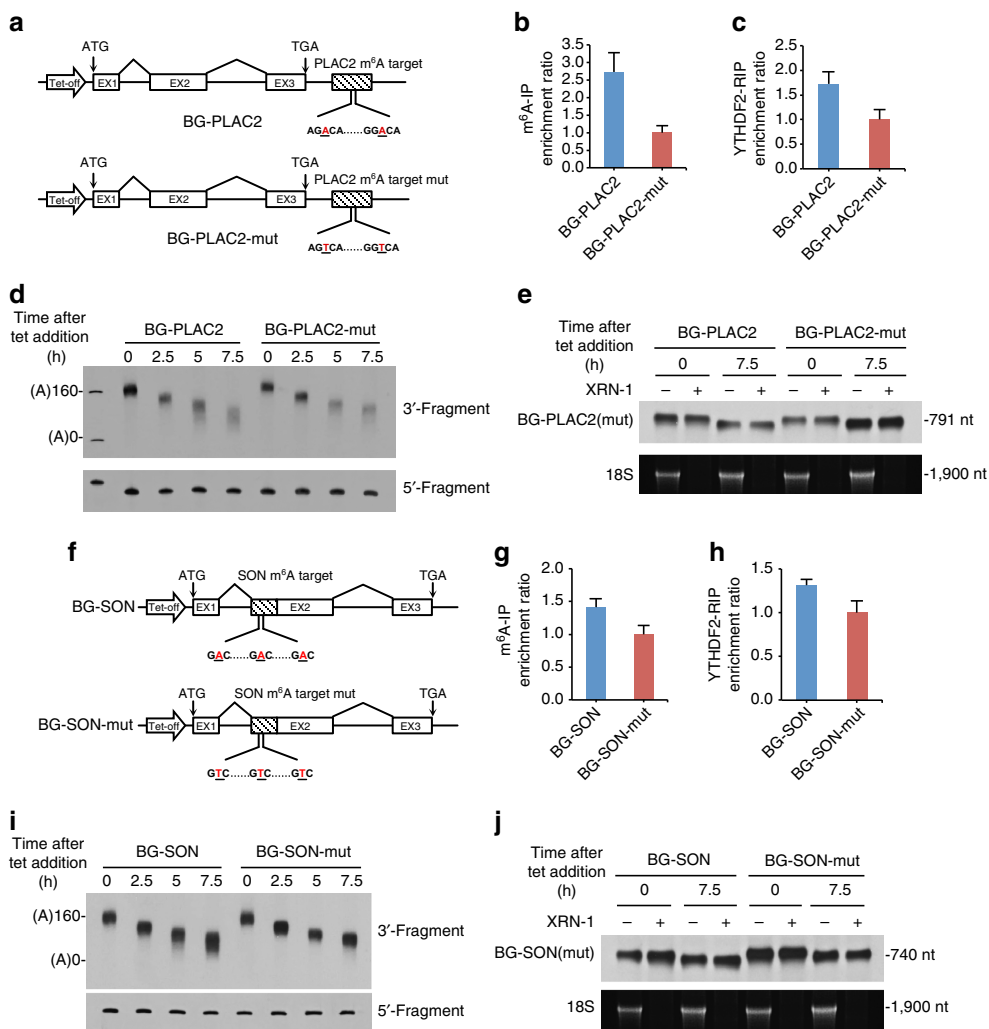 a
ATG
TGA
PLAC2 m⁶A target
Tet-off
EX1
EX2
EX3
BG-PLAC2
AGACA......GGACA
ATG
TGA
PLAC2 m⁶A target mut
Tet-off
EX1
EX2
EX3
BG-PLAC2-mut
AGTCA......GGTCA
b
m⁶A-IP
enrichment ratio
3.5
3.0
2.5
2.0
1.5
1.0
0.5
0.0
BG-PLAC2
BG-PLAC2-mut
c
YTHDF2-RIP
enrichment ratio
2.0
1.5
1.0
0.5
0.0
BG-PLAC2
BG-PLAC2-mut
d
Time after
tet addition
(h)
BG-PLAC2
BG-PLAC2-mut
0 2.5 5 7.5 0 2.5 5 7.5
(A)160-
(A)0-
3′-Fragment
5′-Fragment
e
Time after
tet addition
(h)
BG-PLAC2
BG-PLAC2-mut
0 7.5 0 7.5
XRN-1 – + – + – + – +
BG-PLAC2(mut)
-791 nt
18S
-1,900 nt
f
ATG
SON m⁶A target
TGA
BG-SON
Tet-off
EX1
EX2
EX3
GAC......GAC......GAC
ATG
SON m⁶A target mut
TGA
BG-SON-mut
Tet-off
EX1
EX2
EX3
GTC......GTC......GTC
g
m⁶A-IP
enrichment ratio
2.0
1.5
1.0
0.5
0.0
BG-SON
BG-SON-mut
h
YTHDF2-RIP
enrichment ratio
1.5
1.0
0.5
0.0
BG-SON
BG-SON-mut
i
Time after
tet addition
(h)
BG-SON
BG-SON-mut
0 2.5 5 7.5 0 2.5 5 7.5
(A)160-
(A)0-
3′-Fragment
5′-Fragment
j
Time after
tet addition
(h)
BG-SON
BG-SON-mut
0 7.5 0 7.5
XRN-1 – + – + – + – +
BG-SON(mut)
-740 nt
18S
-1,900 nt